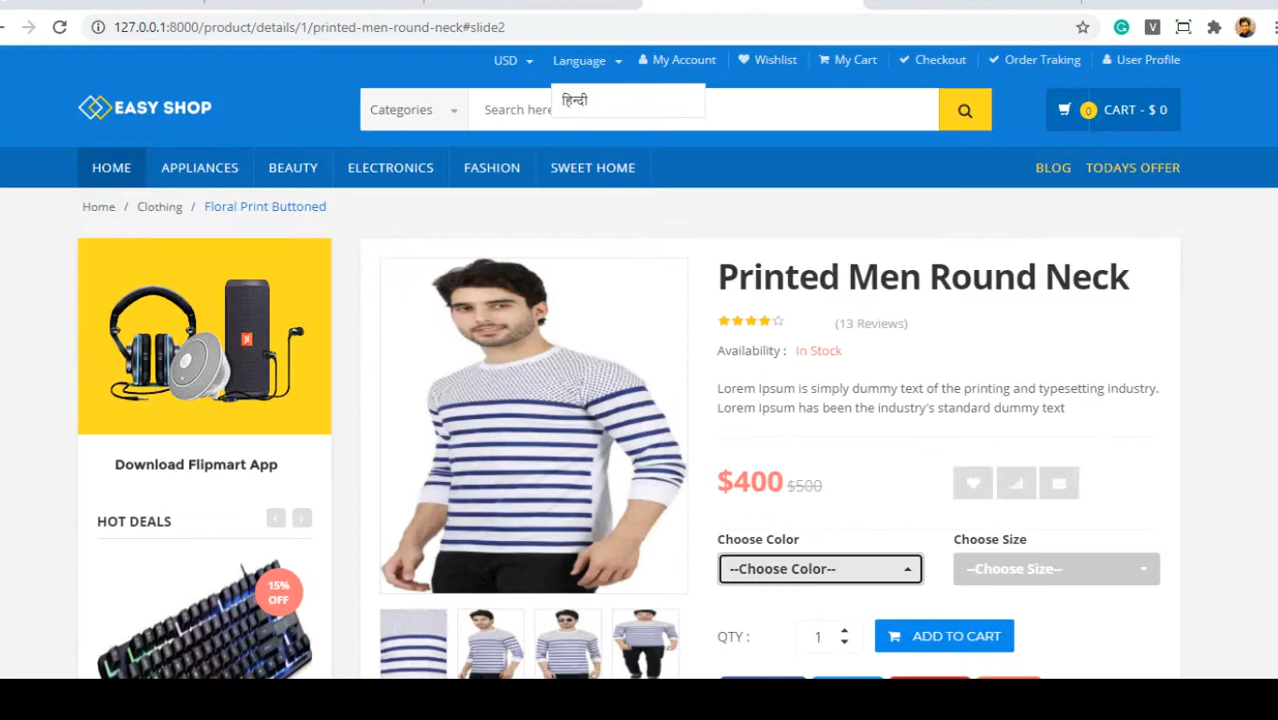 127.0.0.1:8000/product/details/1/printed-men-round-neck#slide2
USD Language My Account Wishlist My Cart Checkout Order Traking User Profile
हिन्दी
EASY SHOP Categories Search here 0 CART - $ 0
HOME APPLIANCES BEAUTY ELECTRONICS FASHION SWEET HOME BLOG TODAYS OFFER
Home / Clothing / Floral Print Buttoned
Printed Men Round Neck
(13 Reviews)
Availability : In Stock
Lorem Ipsum is simply dummy text of the printing and typesetting industry.
Lorem Ipsum has been the industry's standard dummy text
$400 $500
Choose Color Choose Size
--Choose Color-- --Choose Size--
QTY : 1 ADD TO CART
Download Flipmart App
HOT DEALS
15%
OFF